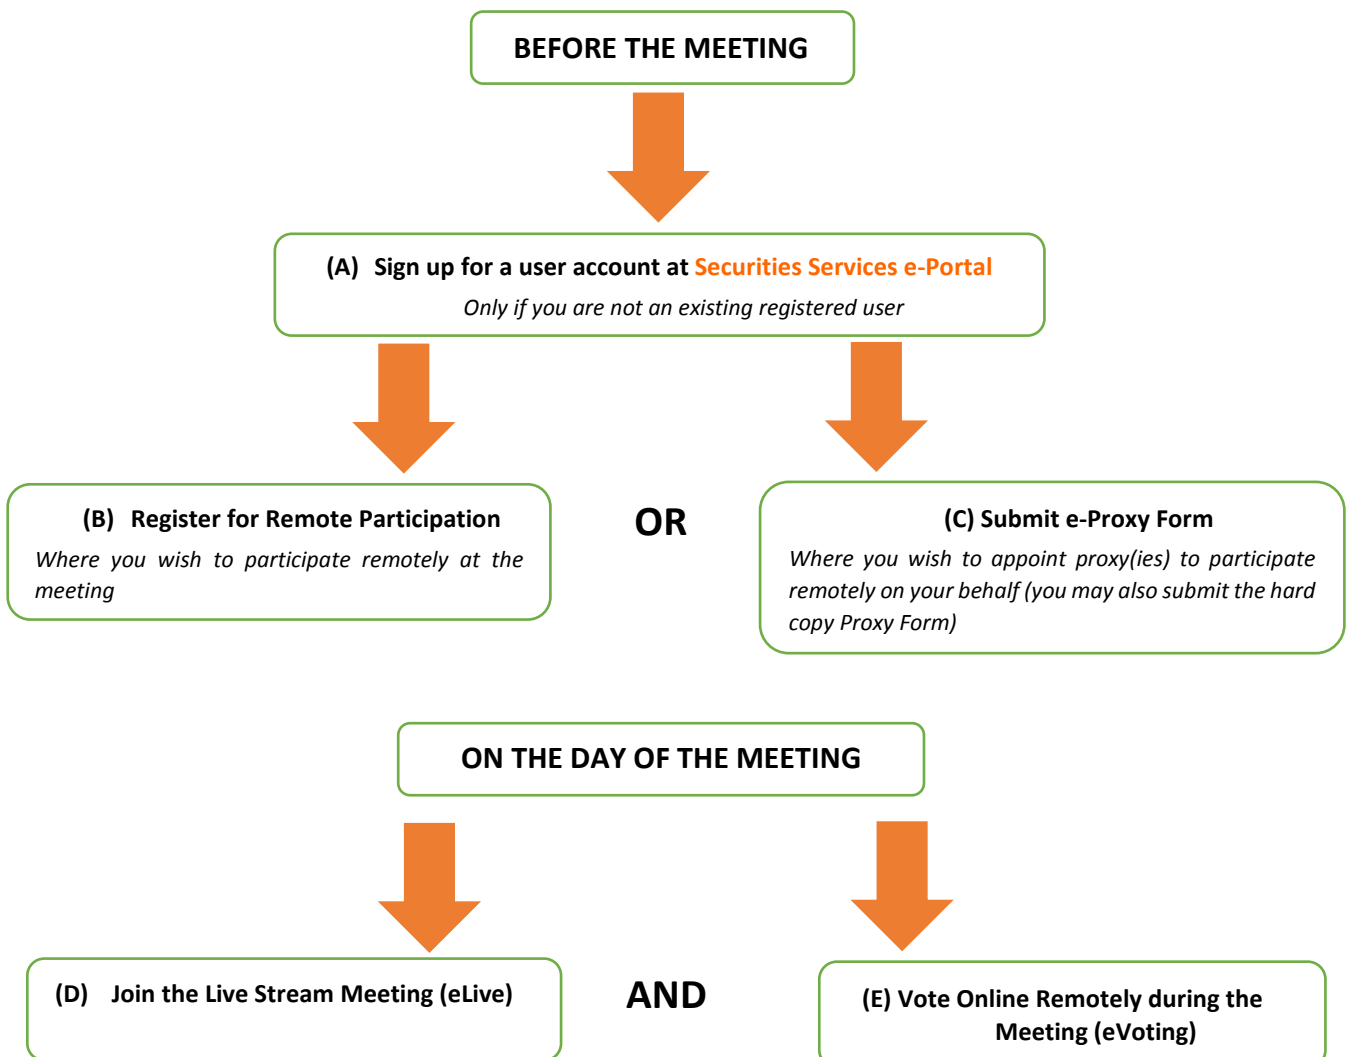 BEFORE THE MEETING
(A) Sign up for a user account at Securities Services e-Portal
Only if you are not an existing registered user
(B) Register for Remote Participation
Where you wish to participate remotely at the
meeting
OR
(C) Submit e-Proxy Form
Where you wish to appoint proxy(ies) to participate
remotely on your behalf (you may also submit the hard
copy Proxy Form)
ON THE DAY OF THE MEETING
(D) Join the Live Stream Meeting (eLive)
AND
(E) Vote Online Remotely during the
Meeting (eVoting)